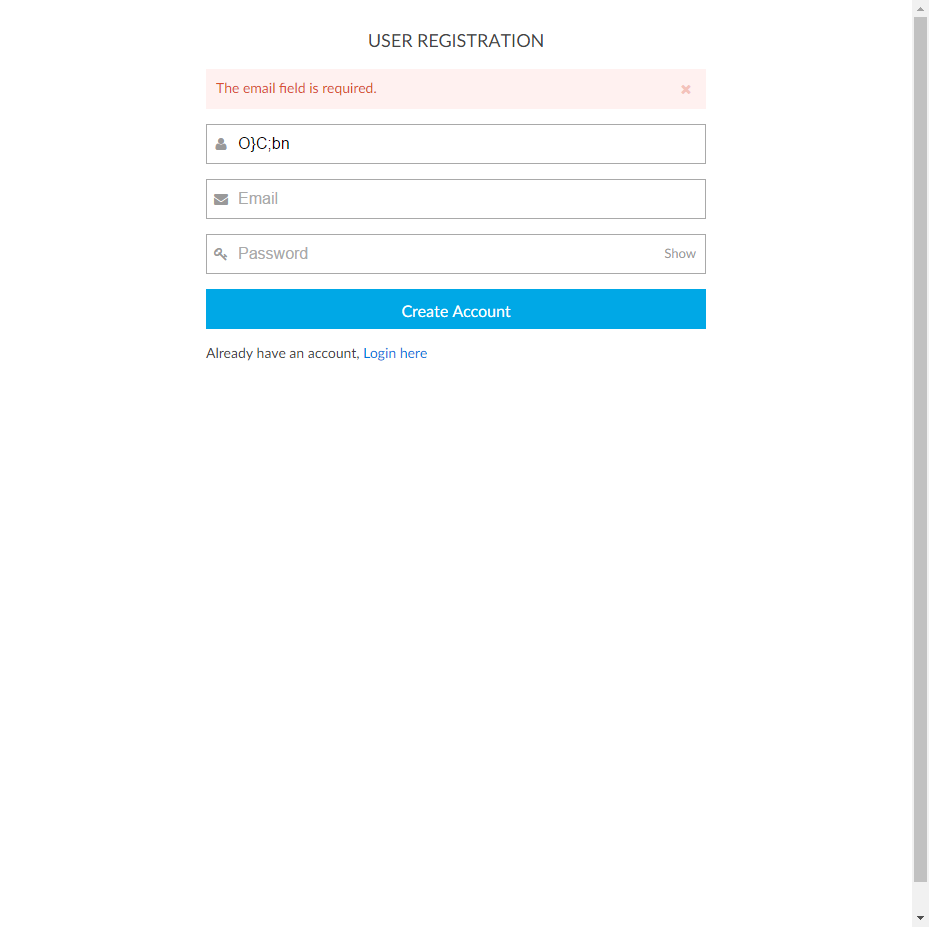 USER REGISTRATION
The email field is required.
O}C;bn
Email
Password Show
Create Account
Already have an account, Login here